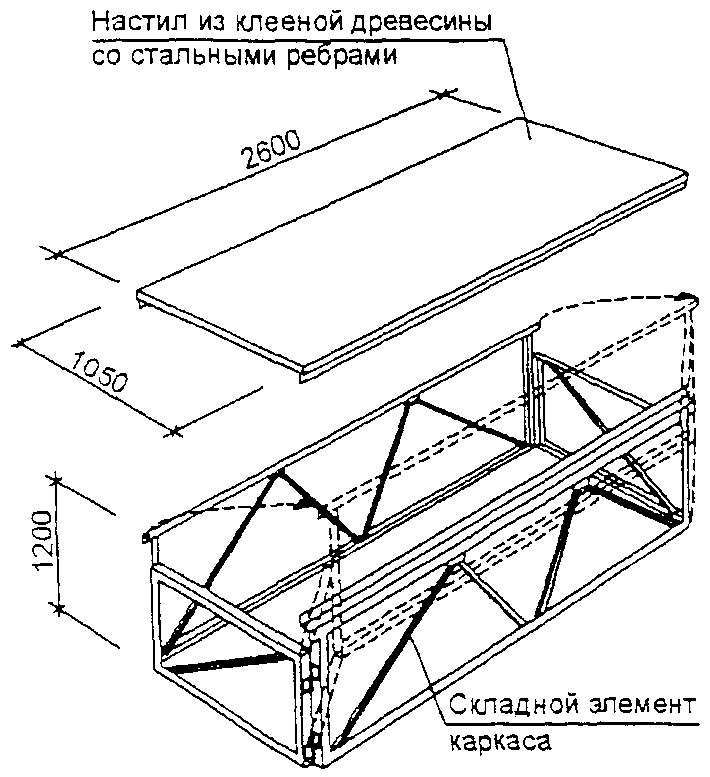 Настил из клееной древесины
со стальными ребрами
2600
1050
1200
Складной элемент
каркаса